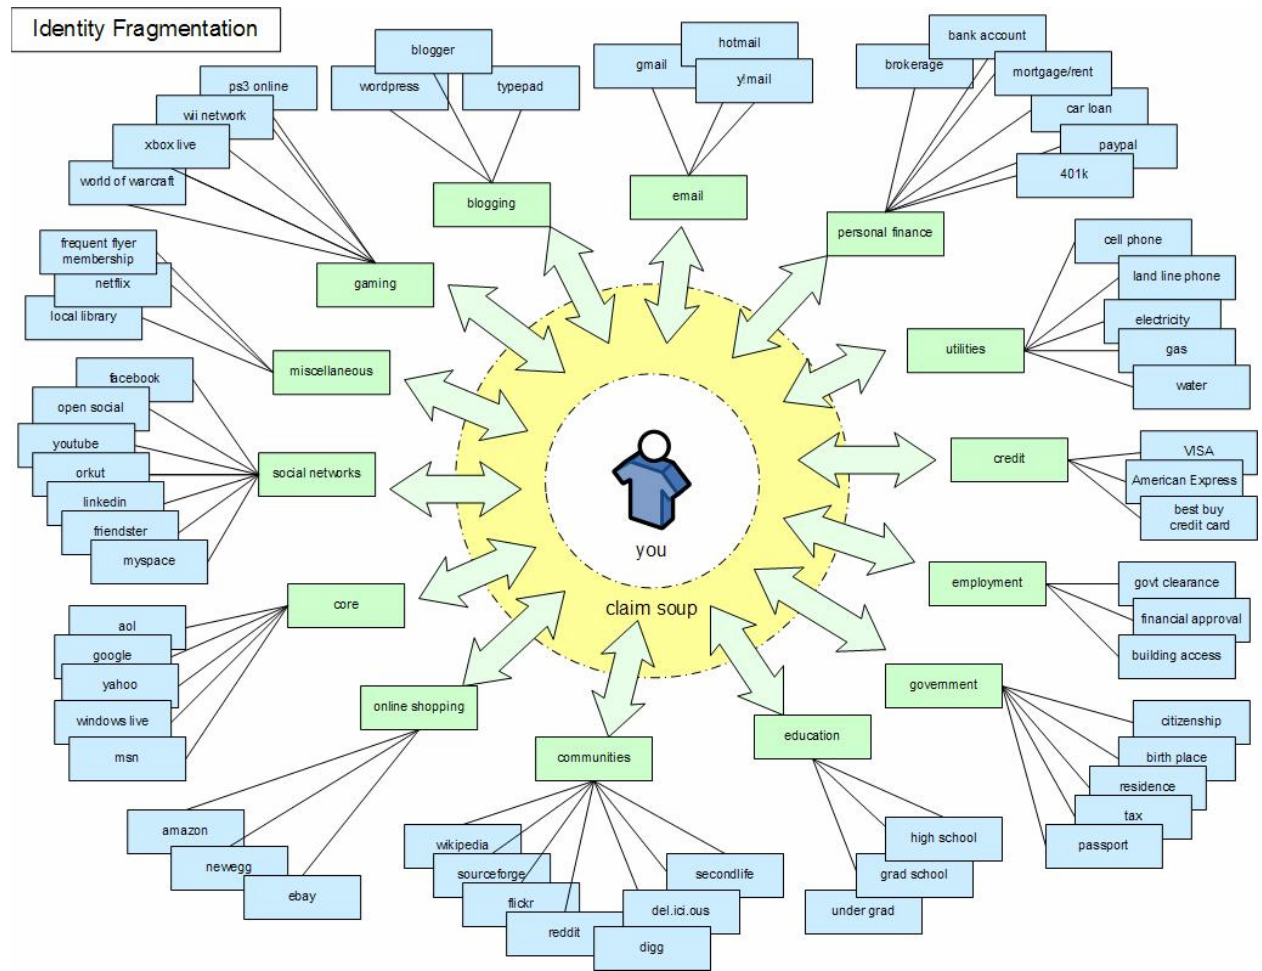 Identity Fragmentation
blogger
wordpress
typepad
blogging
gmail
hotmail
y!mail
email
brokerage
bank account
mortgage/rent
car loan
paypal
401k
personal finance
ps3 online
wii network
xbox live
world of warcraft
gaming
frequent flyer
membership
netflix
local library
miscellaneous
facebook
open social
youtube
orkut
linkedin
friendster
myspace
social networks
aol
google
yahoo
windows live
msn
core
amazon
newegg
ebay
online shopping
wikipedia
sourceforge
flickr
reddit
digg
del.ici.ous
secondlife
communities
high school
grad school
under grad
education
citizenship
birth place
residence
tax
passport
government
govt clearance
financial approval
building access
employment
VISA
American Express
best buy
credit card
credit
cell phone
land line phone
electricity
gas
water
utilities
you
claim soup